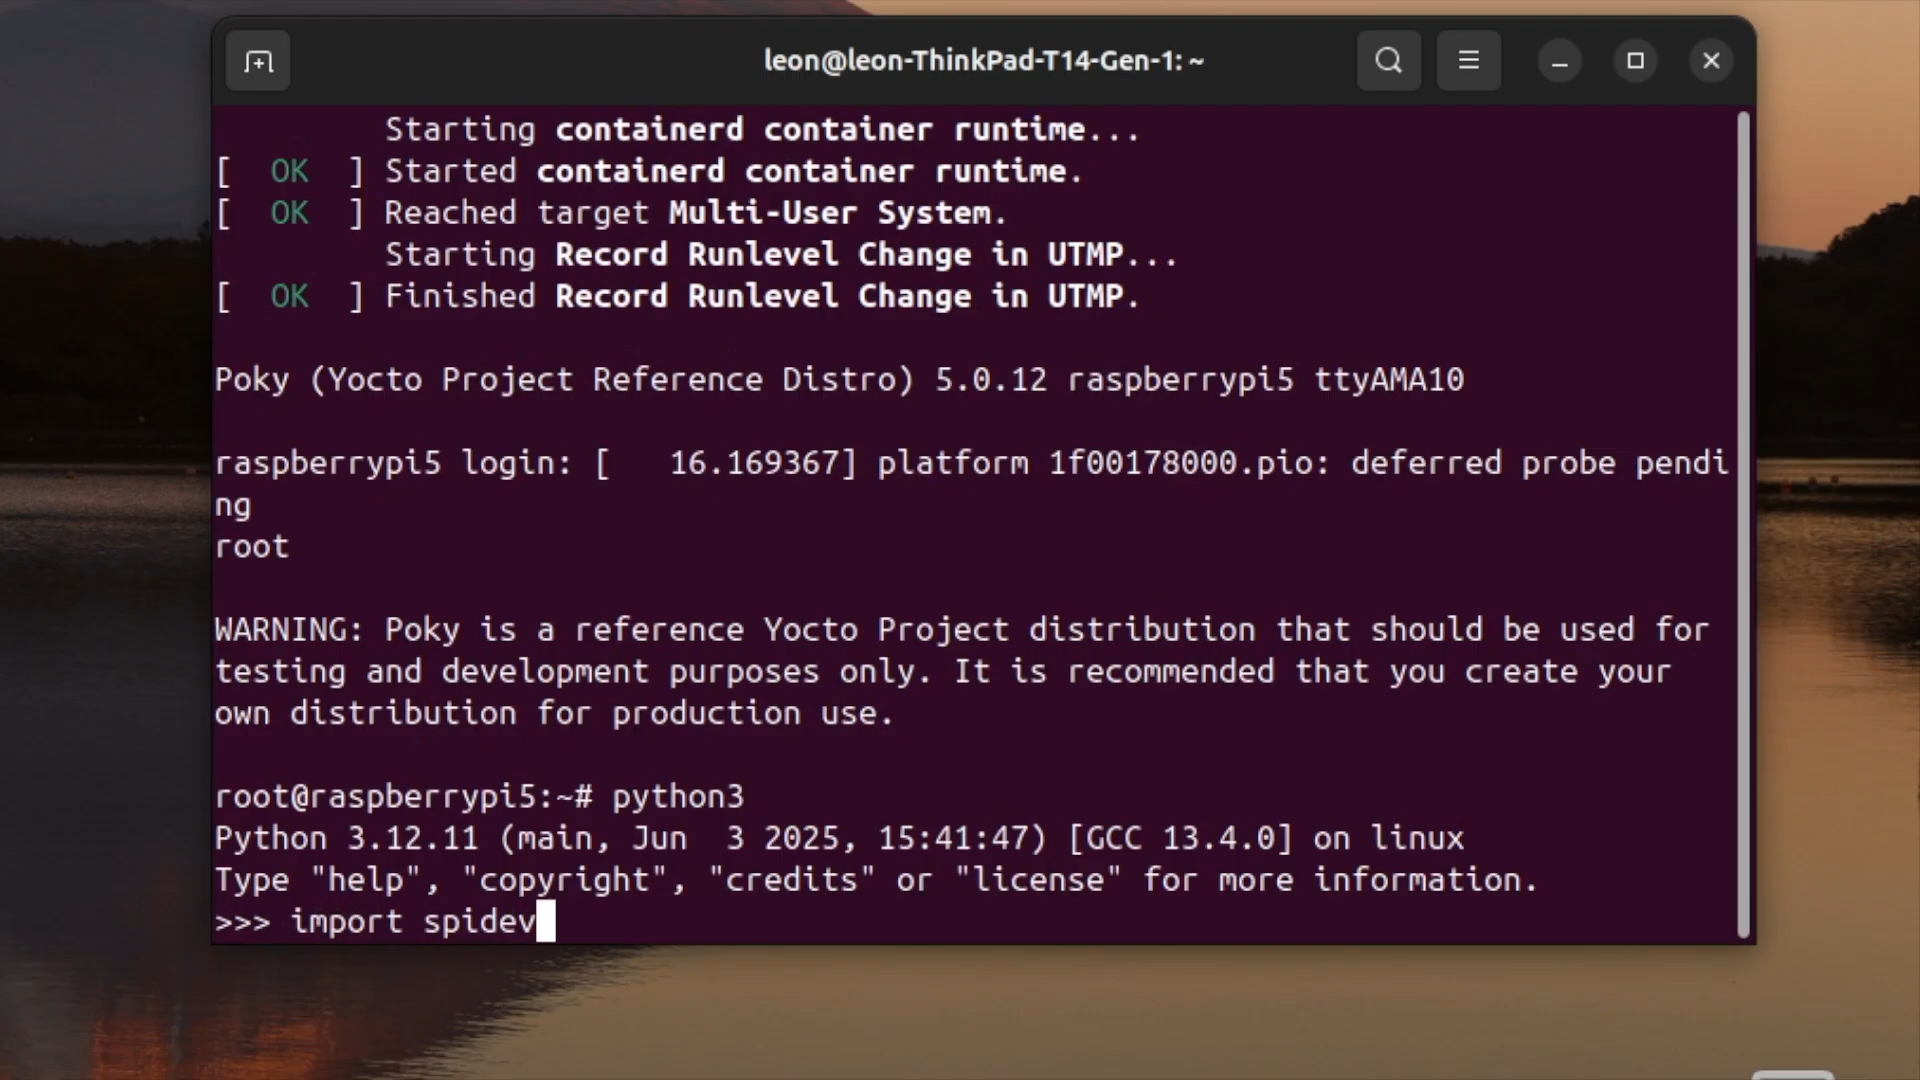 leon@leon-ThinkPad-T14-Gen-1: ~
Starting containerd container runtime...
[  OK  ] Started containerd container runtime.
[  OK  ] Reached target Multi-User System.
Starting Record Runlevel Change in UTMP...
[  OK  ] Finished Record Runlevel Change in UTMP.
Poky (Yocto Project Reference Distro) 5.0.12 raspberrypi5 ttyAMA10
raspberrypi5 login: [   16.169367] platform 1f00178000.pio: deferred probe pendi
ng
root
WARNING: Poky is a reference Yocto Project distribution that should be used for
testing and development purposes only. It is recommended that you create your
own distribution for production use.
root@raspberrypi5:~# python3
Python 3.12.11 (main, Jun  3 2025, 15:41:47) [GCC 13.4.0] on linux
Type "help", "copyright", "credits" or "license" for more information.
>>> import spidev